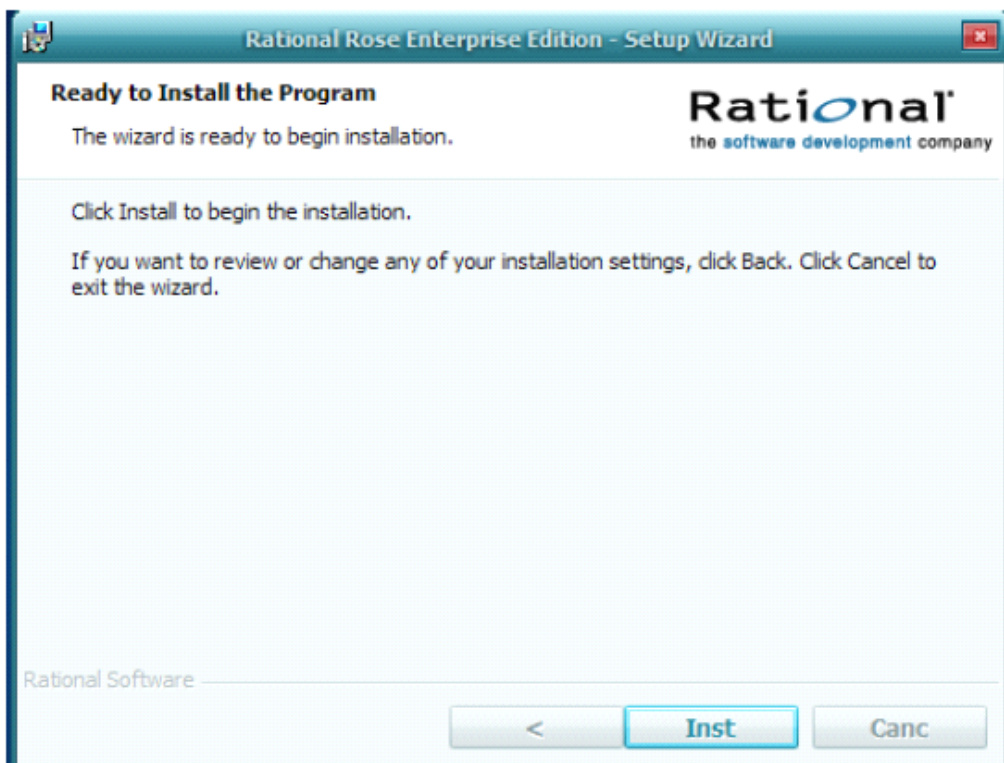 Rational Rose Enterprise Edition - Setup Wizard
Ready to Install the Program
The wizard is ready to begin installation.
Rational
the software development company
Click Install to begin the installation.
If you want to review or change any of your installation settings, click Back. Click Cancel to
exit the wizard.
Rational Software
< Inst Canc